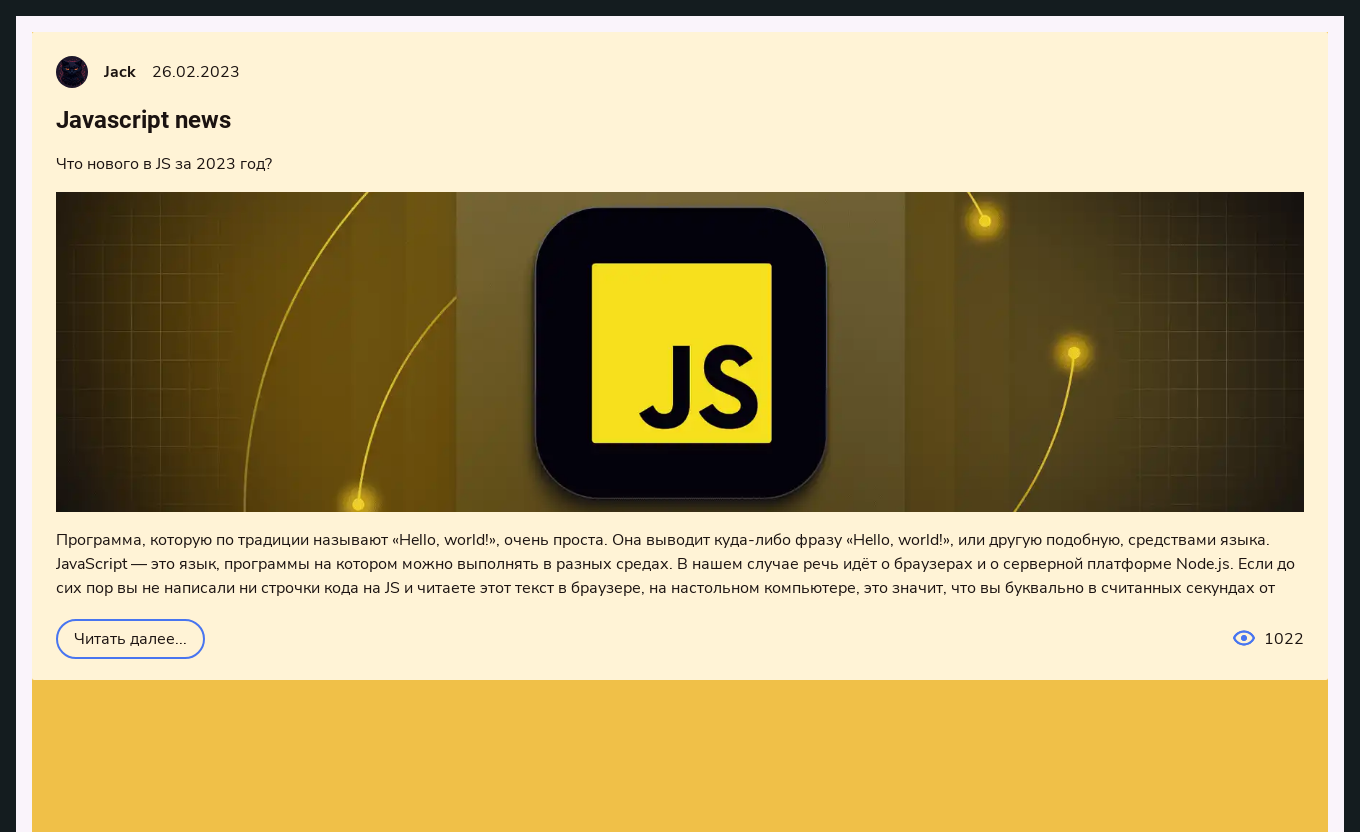 Jack 26.02.2023
Javascript news
Что нового в JS за 2023 год?
JS
Программа, которую по традиции называют «Hello, world!», очень проста. Она выводит куда-либо фразу «Hello, world!», или другую подобную, средствами языка.
JavaScript — это язык, программы на котором можно выполнять в разных средах. В нашем случае речь идёт о браузерах и о серверной платформе Node.js. Если до
сих пор вы не написали ни строчки кода на JS и читаете этот текст в браузере, на настольном компьютере, это значит, что вы буквально в считанных секундах от
Читать далее... 1022